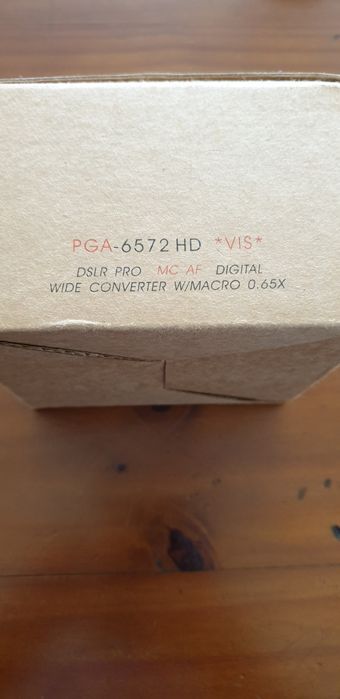 PGA-6572 HD *VIS*
DSLR PRO MC AF DIGITAL
WIDE CONVERTER W/MACRO 0.65X